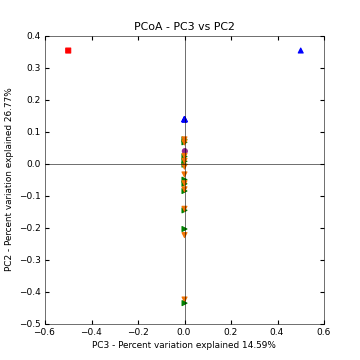 PCoA - PC3 vs PC2
0.4
0.3
0.2
0.1
0.0
−0.1
−0.2
−0.3
−0.4
−0.5
PC2 - Percent variation explained 26.77%
−0.6 −0.4 −0.2 0.0 0.2 0.4 0.6
PC3 - Percent variation explained 14.59%